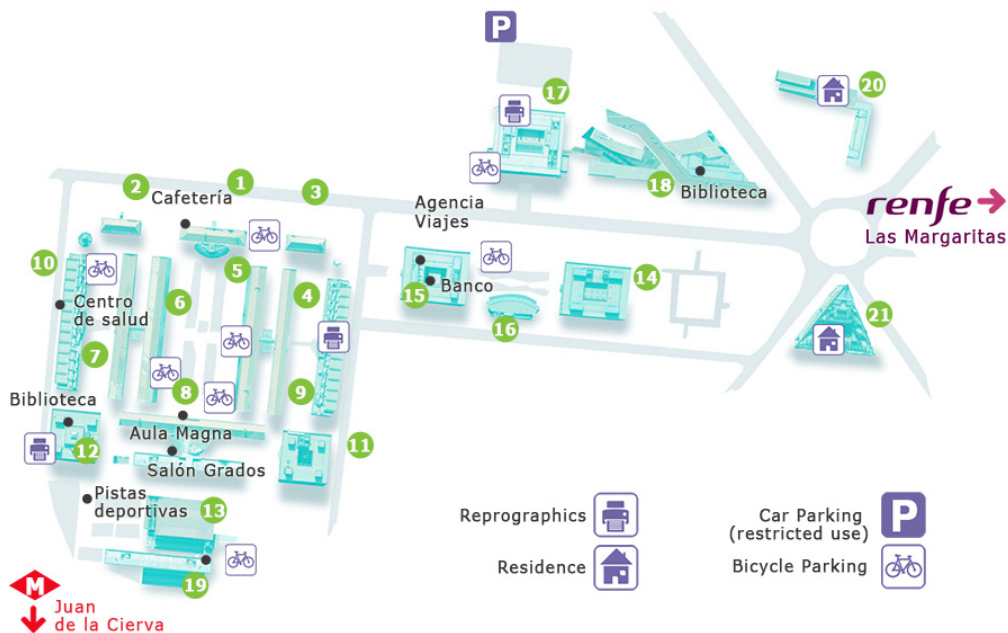 P
17
20
2
1
3
Cafetería
Agencia
Viajes
18
Biblioteca
renfe
Las Margaritas
10
5
Centro
de salud
6
4
15
Banco
14
16
21
7
8
9
Biblioteca
Aula Magna
12
11
Salón Grados
Pistas
deportivas
13
19
Reprographics
Residence
Car Parking
(restricted use)
P
Bicycle Parking
M
Juan
de la Cierva